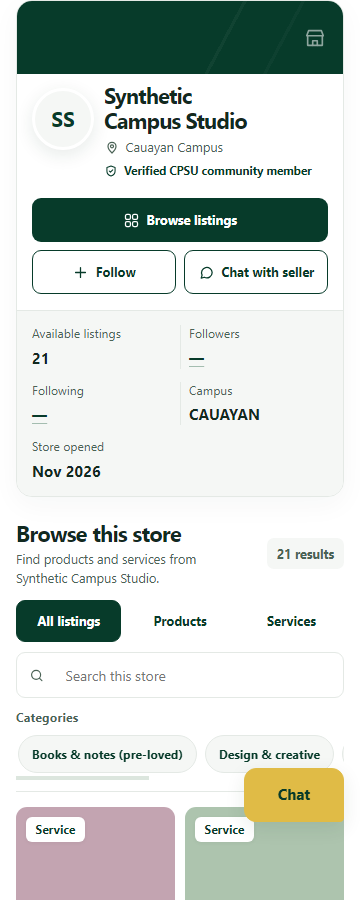 SS
Synthetic
Campus Studio
Cauayan Campus
Verified CPSU community member
Browse listings
Follow
Chat with seller
Available listings
21
Followers
—
Following
—
Campus
CAUAYAN
Store opened
Nov 2026
Browse this store
Find products and services from
Synthetic Campus Studio.
21 results
All listings
Products
Services
Search this store
Categories
Books & notes (pre-loved)
Design & creative
Chat
Service
Service